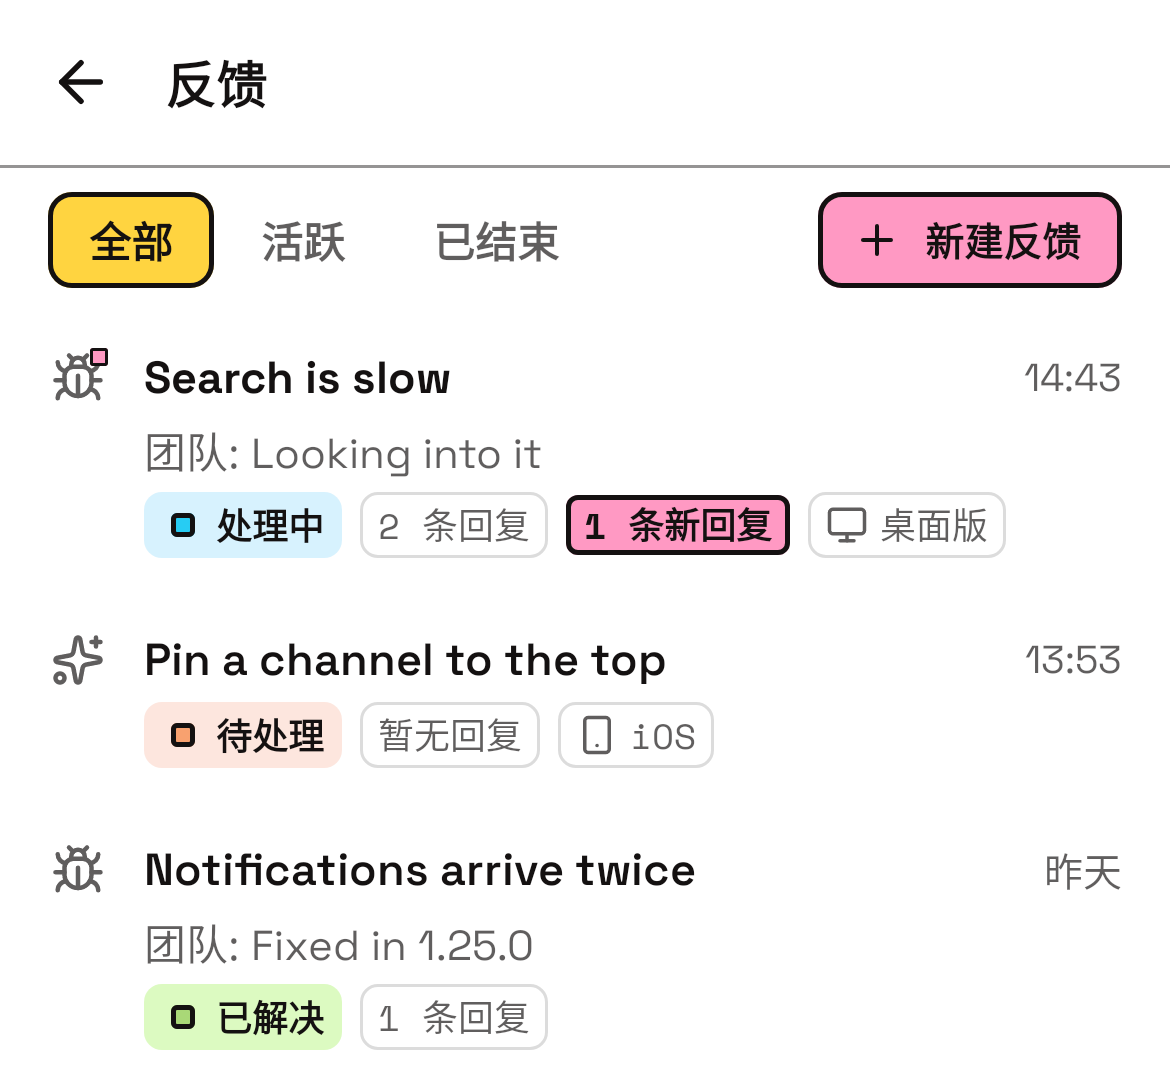 反馈
全部 活跃 已结束 新建反馈
Search is slow 14:43
团队: Looking into it
处理中 2 条回复 1 条新回复 桌面版
Pin a channel to the top 13:53
待处理 暂无回复 iOS
Notifications arrive twice 昨天
团队: Fixed in 1.25.0
已解决 1 条回复